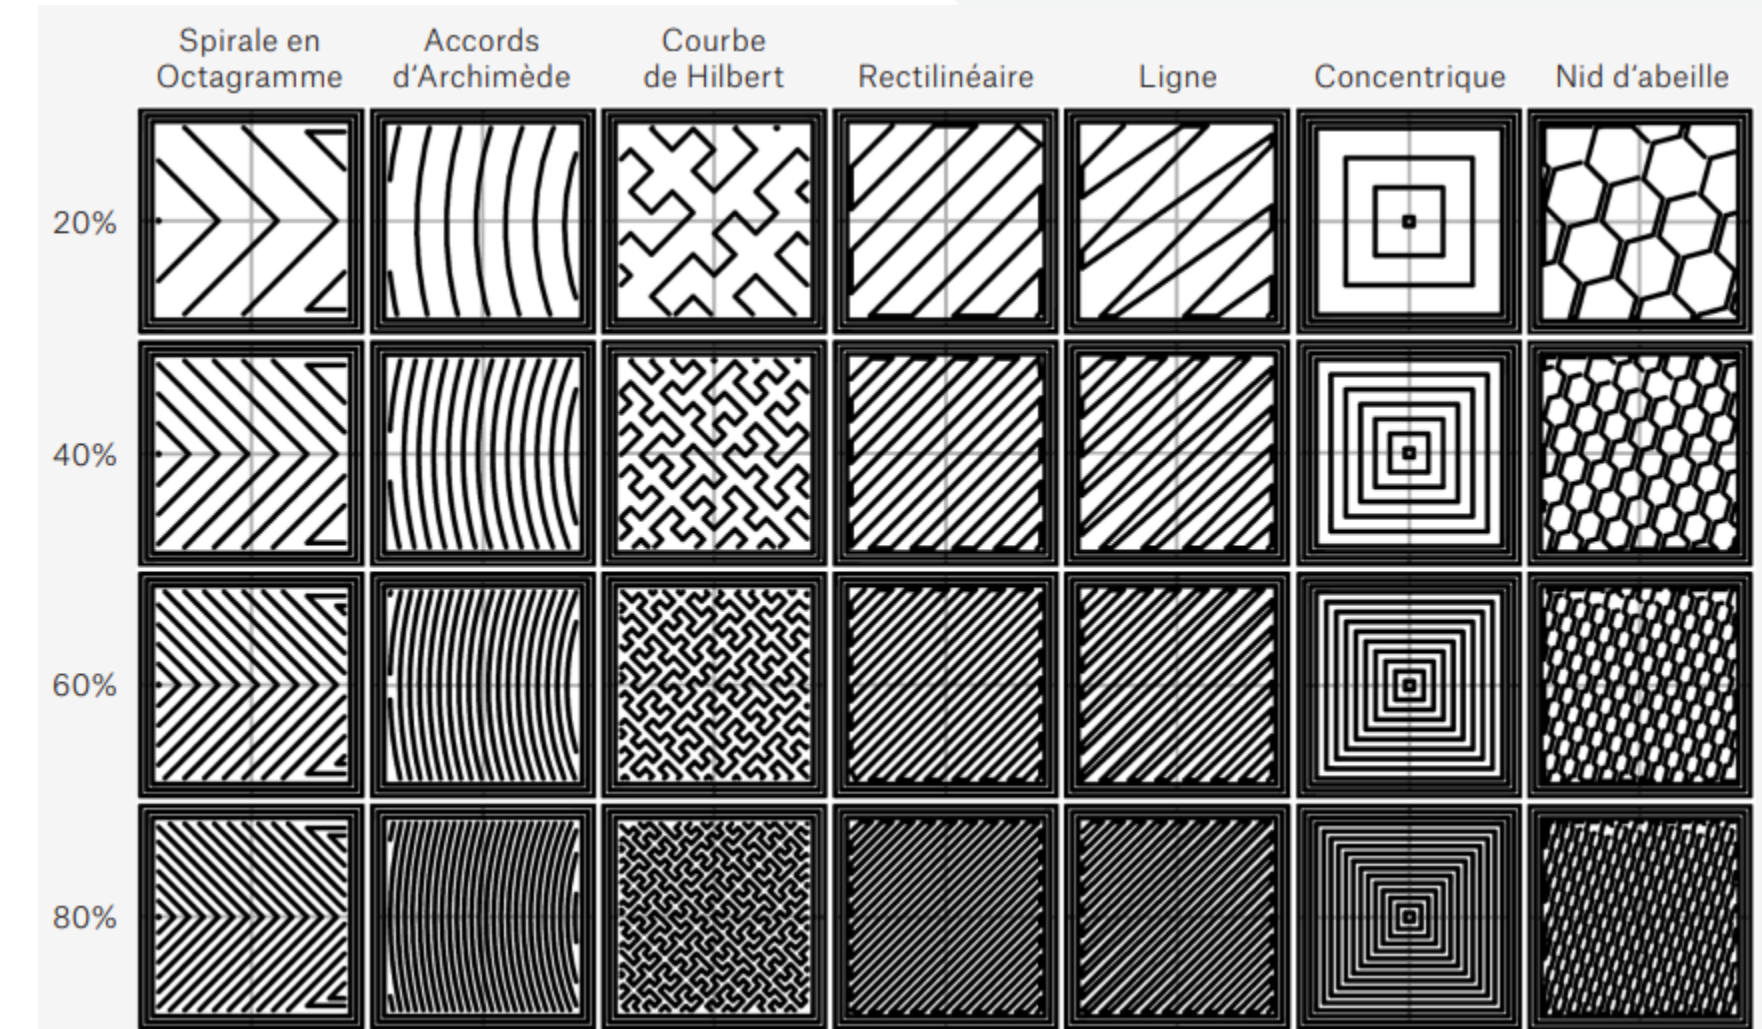 Spirale en
Octagramme
Accords
d‘Archimède
Courbe
de Hilbert
Rectilinéaire
Ligne
Concentrique
Nid d‘abeille
20%
40%
60%
80%